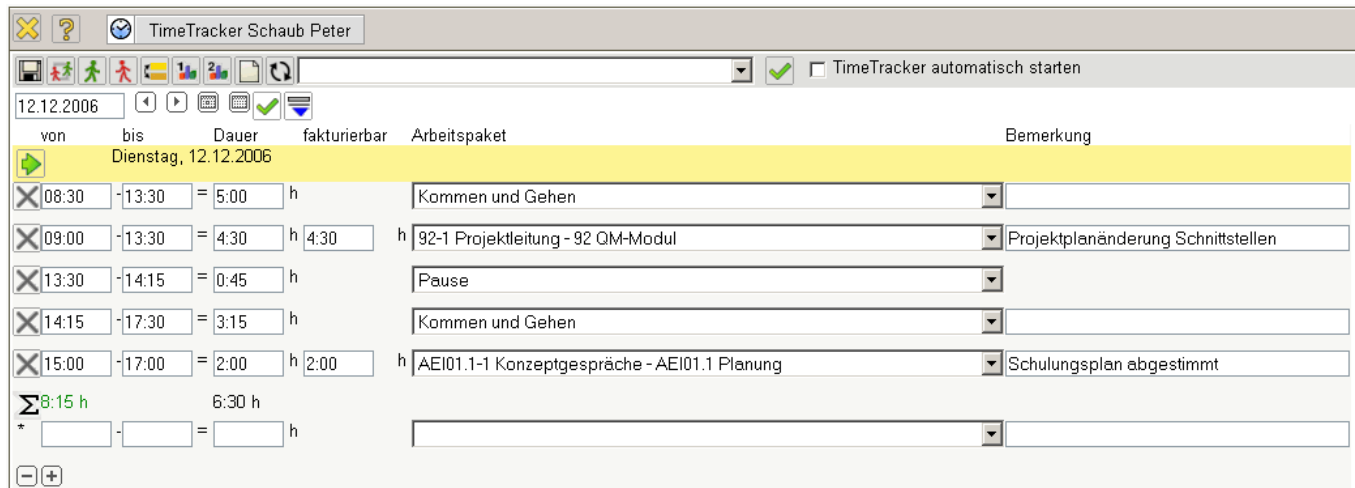 TimeTracker Schaub Peter
TimeTracker automatisch starten
12.12.2006
von bis Dauer fakturierbar Arbeitspaket Bemerkung
Dienstag, 12.12.2006
08:30 - 13:30 = 5:00 h Kommen und Gehen
09:00 - 13:30 = 4:30 h 4:30 h 92-1 Projektleitung - 92 QM-Modul Projektplanänderung Schnittstellen
13:30 - 14:15 = 0:45 h Pause
14:15 - 17:30 = 3:15 h Kommen und Gehen
15:00 - 17:00 = 2:00 h 2:00 h AEI01.1-1 Konzeptgespräche - AEI01.1 Planung Schulungsplan abgestimmt
Σ 8:15 h 6:30 h
* - = h